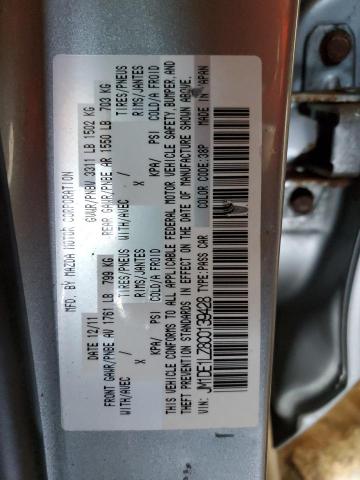 MFD. BY MAZDA MOTOR CORPORATION
12/11 GVWR/PNBV 3311 LB 1502 KG
FRONT GAWR/PNBE AV 1761 LB 799 KG REAR GAWR/PNBE AR 1550 LB 703 KG
WITH/AVEC TIRES/PNEUS WITH/AVEC TIRES/PNEUS
X RIMS/JANTES X RIMS/JANTES
KPA/ PSI COLD/A FROID KPA/ PSI COLD/A FROID
THIS VEHICLE CONFORMS TO ALL APPLICABLE FEDERAL MOTOR VEHICLE SAFETY, BUMPER, AND
THEFT PREVENTION STANDARDS IN EFFECT ON THE DATE OF MANUFACTURE SHOWN ABOVE.
VIN: JM1DE1LZ8C0139428 MADE IN JAPAN
TYPE: PASS CAR COLOR CODE: 38P